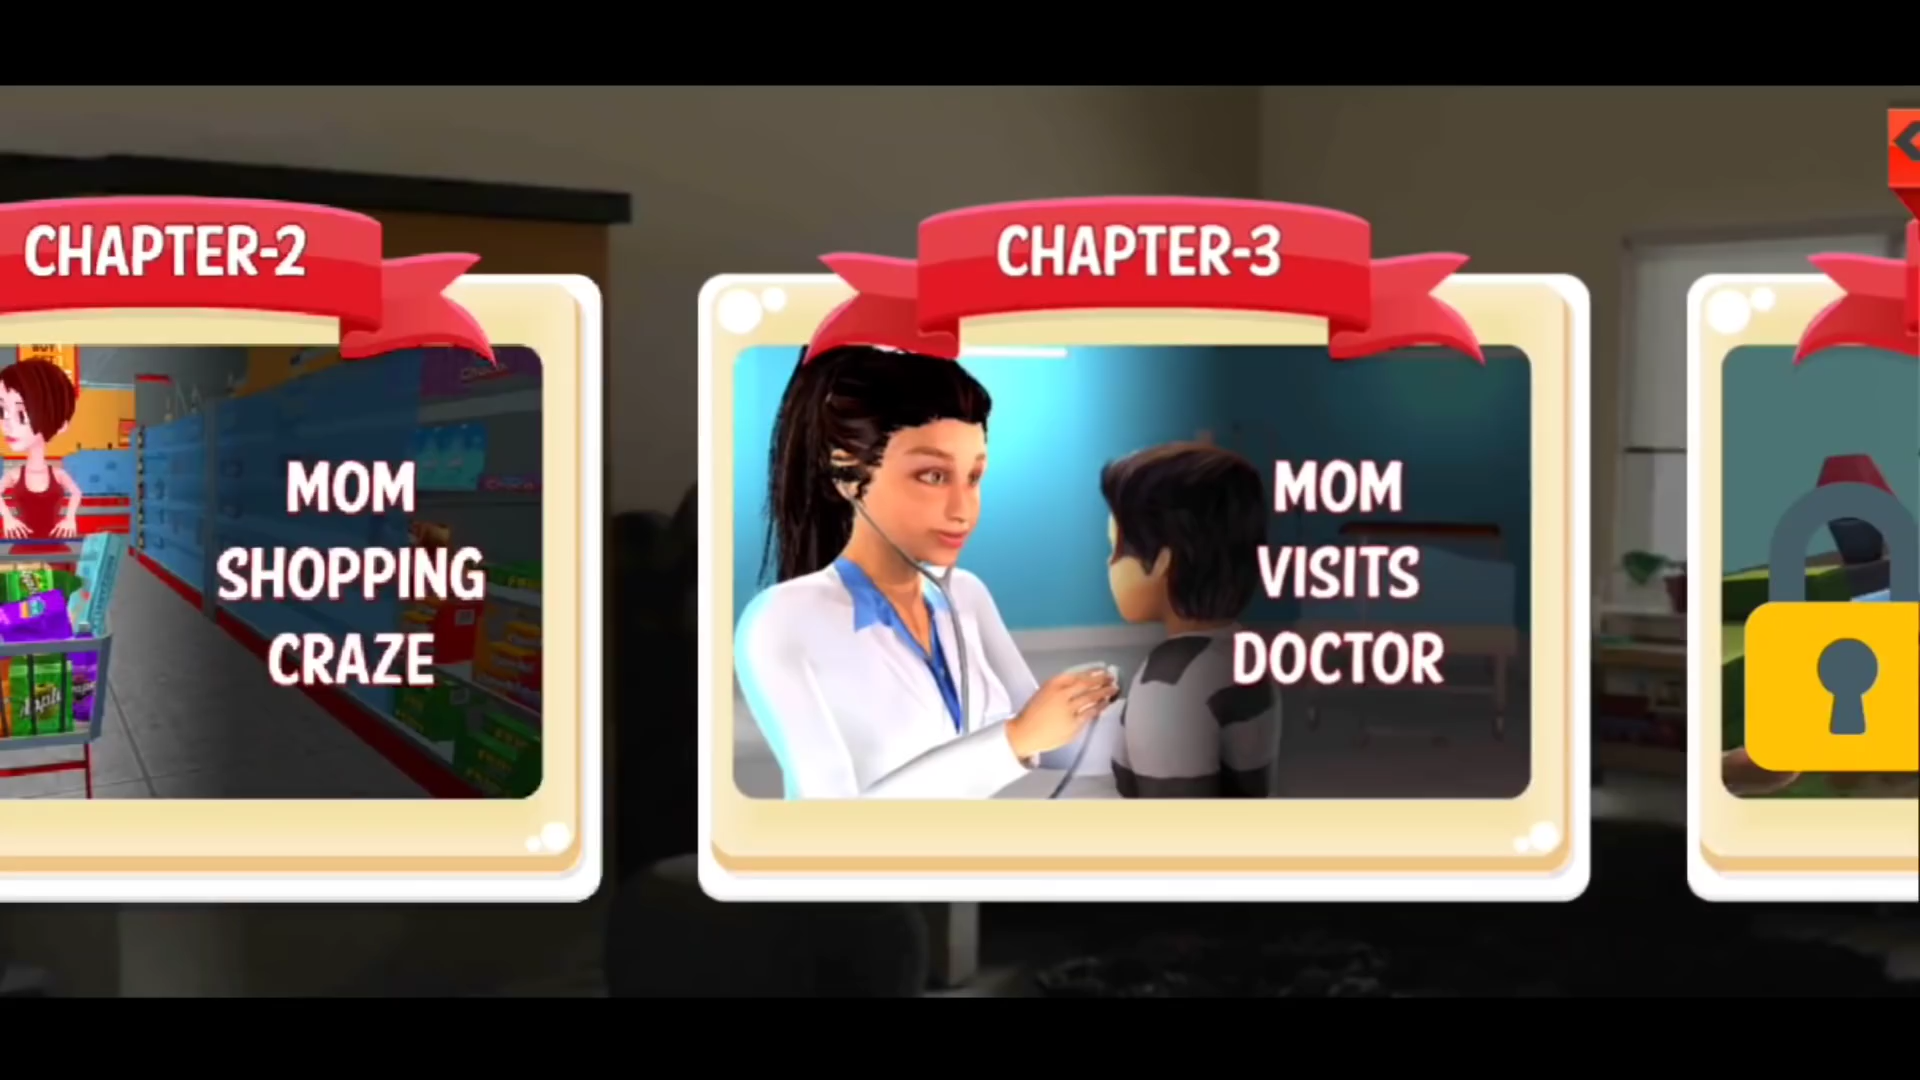 CHAPTER-2
MOM
SHOPPING
CRAZE
CHAPTER-3
MOM
VISITS
DOCTOR